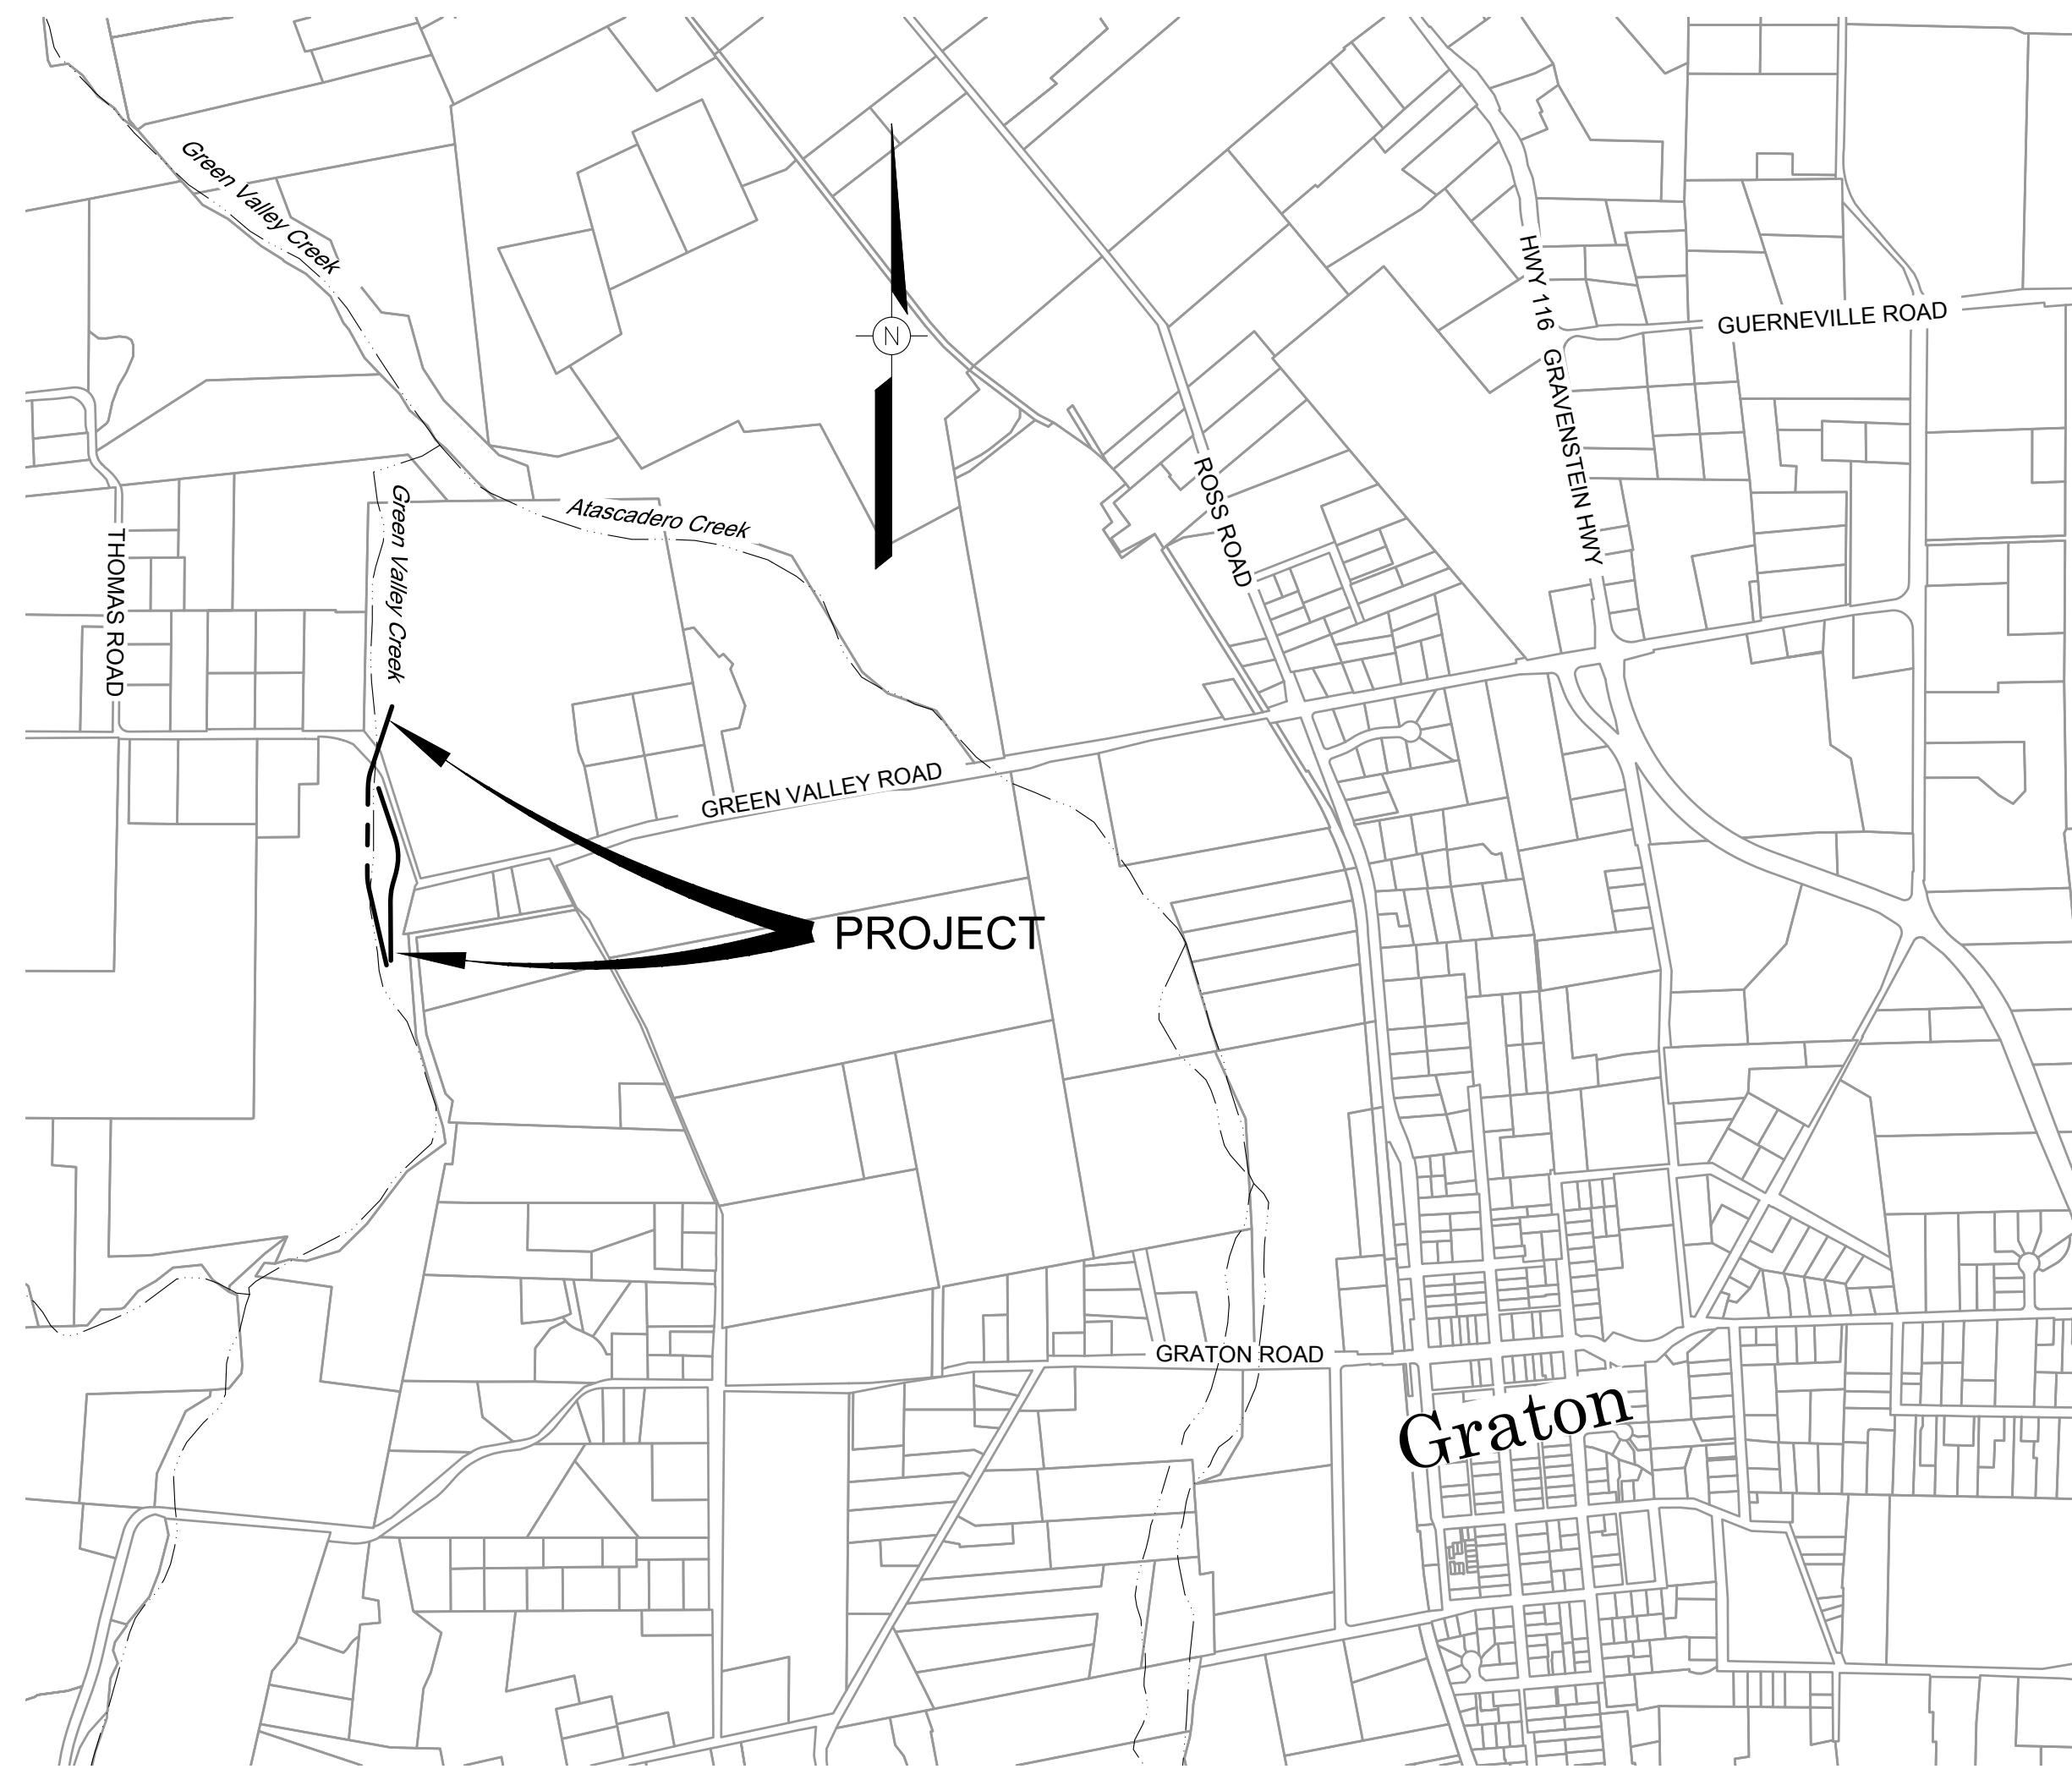 Green Valley Creek
N
HWY 116
GUERNEVILLE ROAD
GRAVENSTEIN HWY
ROSS ROAD
Green Valley Creek
Atascadero Creek
THOMAS ROAD
GREEN VALLEY ROAD
PROJECT
GRATON ROAD
Graton